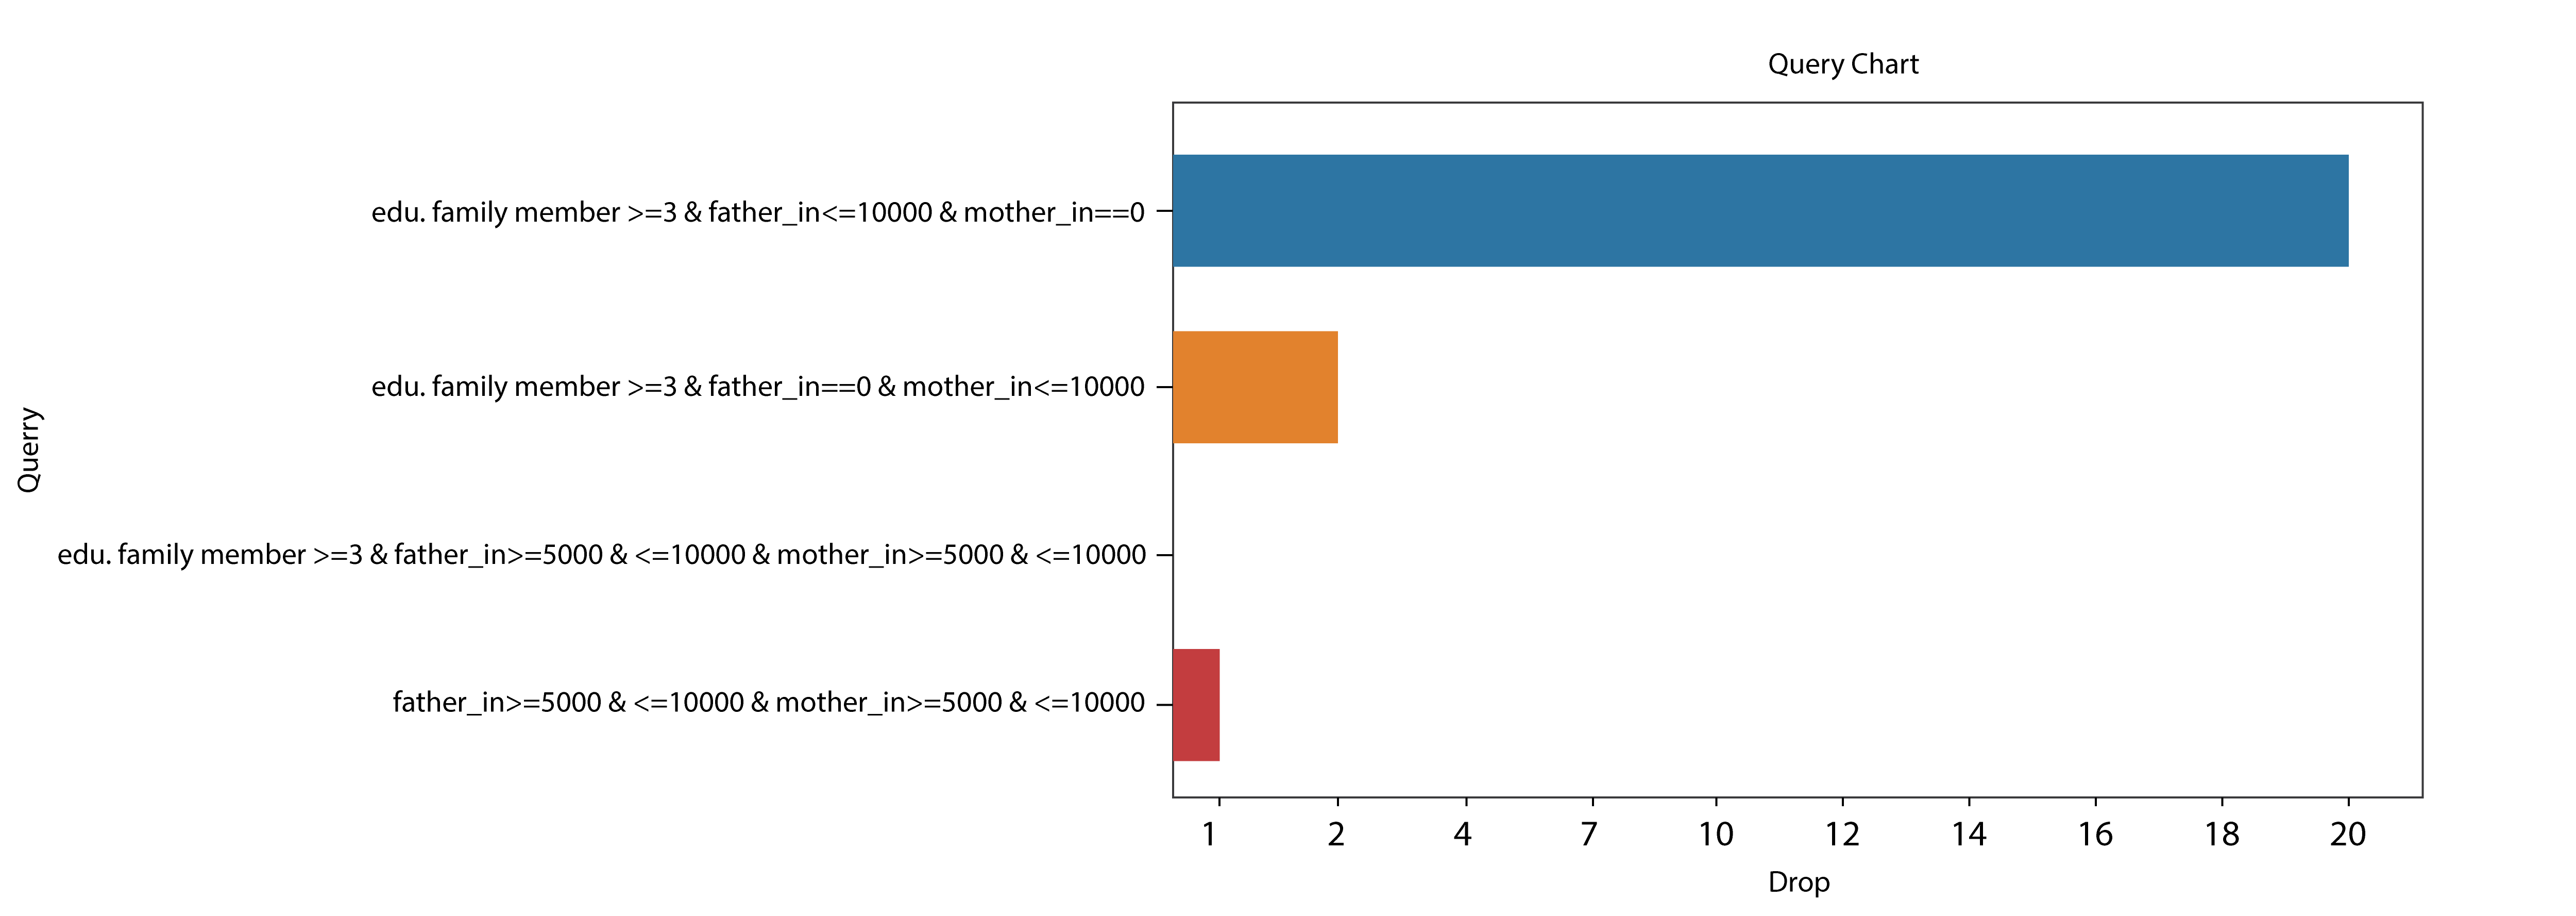 Query Chart
edu. family member >=3 & father_in<=10000 & mother_in==0
edu. family member >=3 & father_in==0 & mother_in<=10000
Querry
edu. family member >=3 & father_in>=5000 & <=10000 & mother_in>=5000 & <=10000
father_in>=5000 & <=10000 & mother_in>=5000 & <=10000
1 2 4 7 10 12 14 16 18 20
Drop